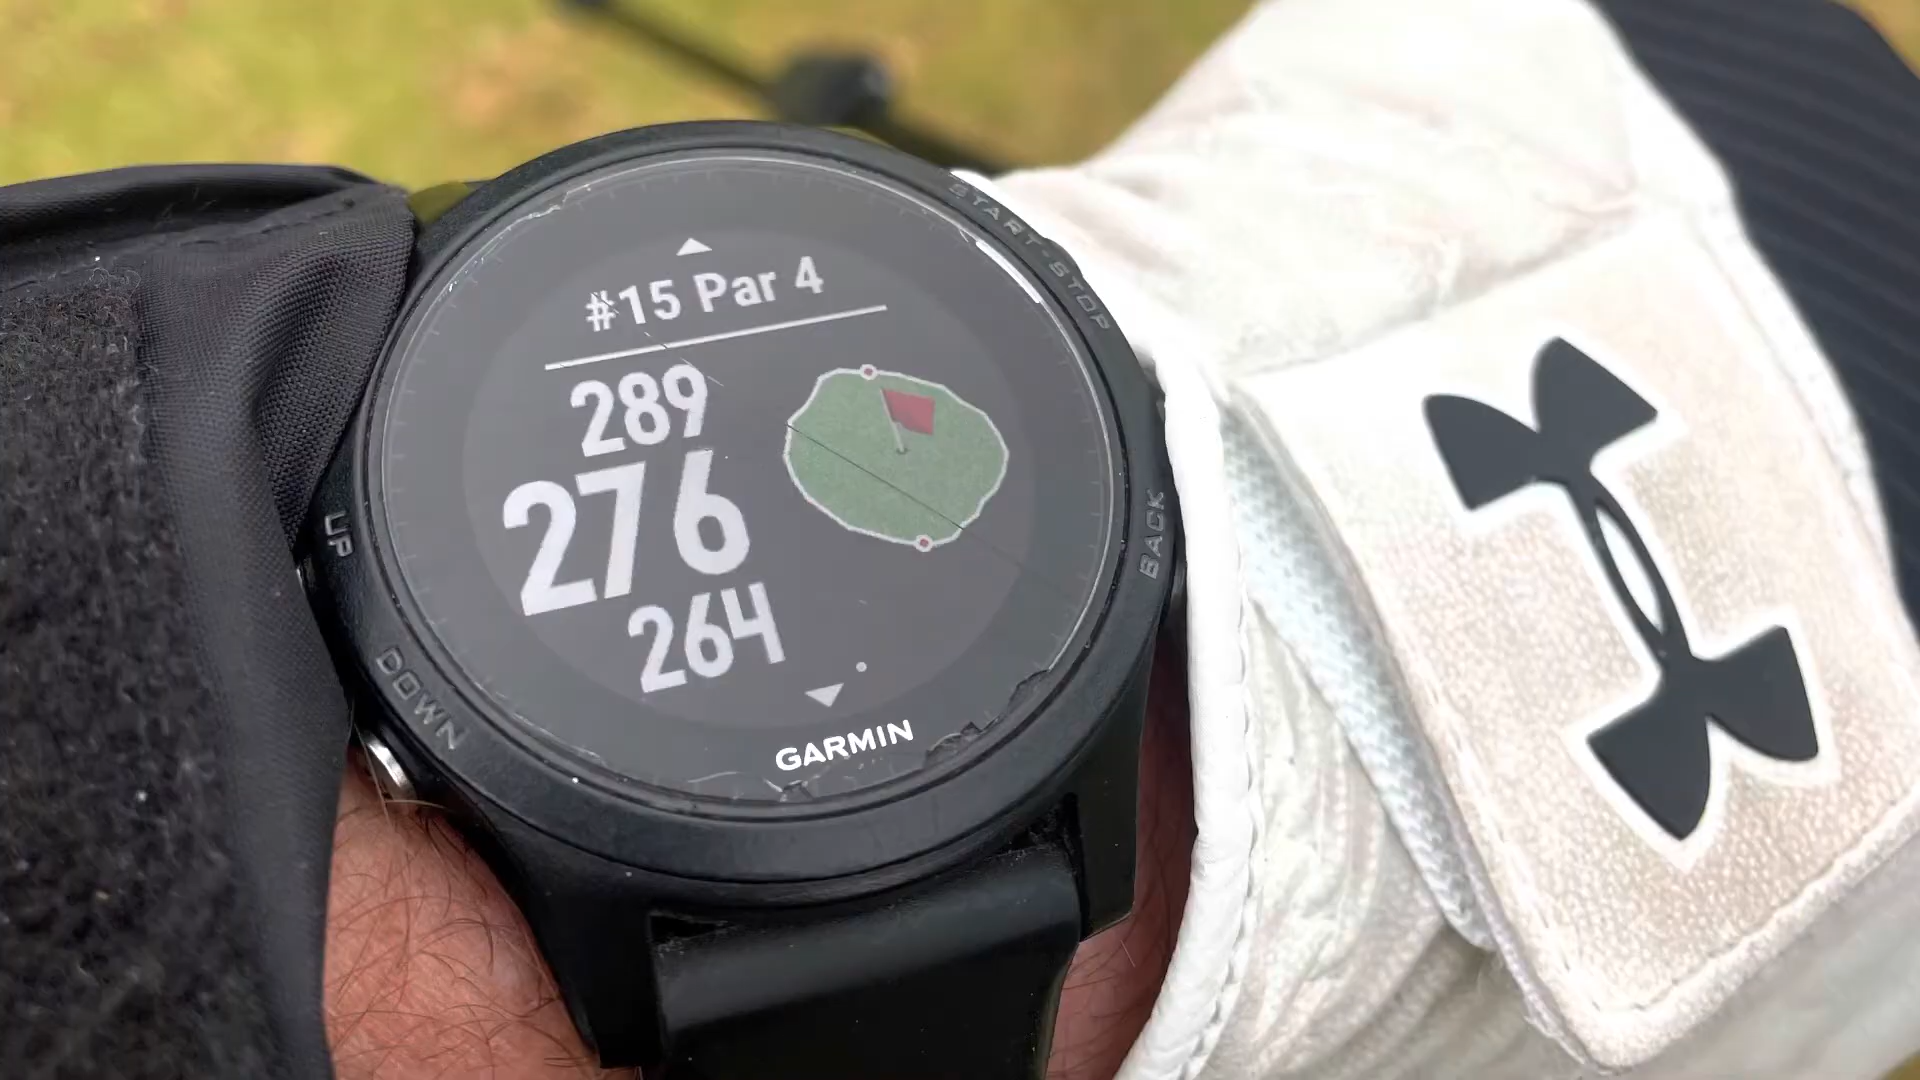 START·STOP
#15 Par 4
289
276
264
UP
DOWN
BACK
GARMIN